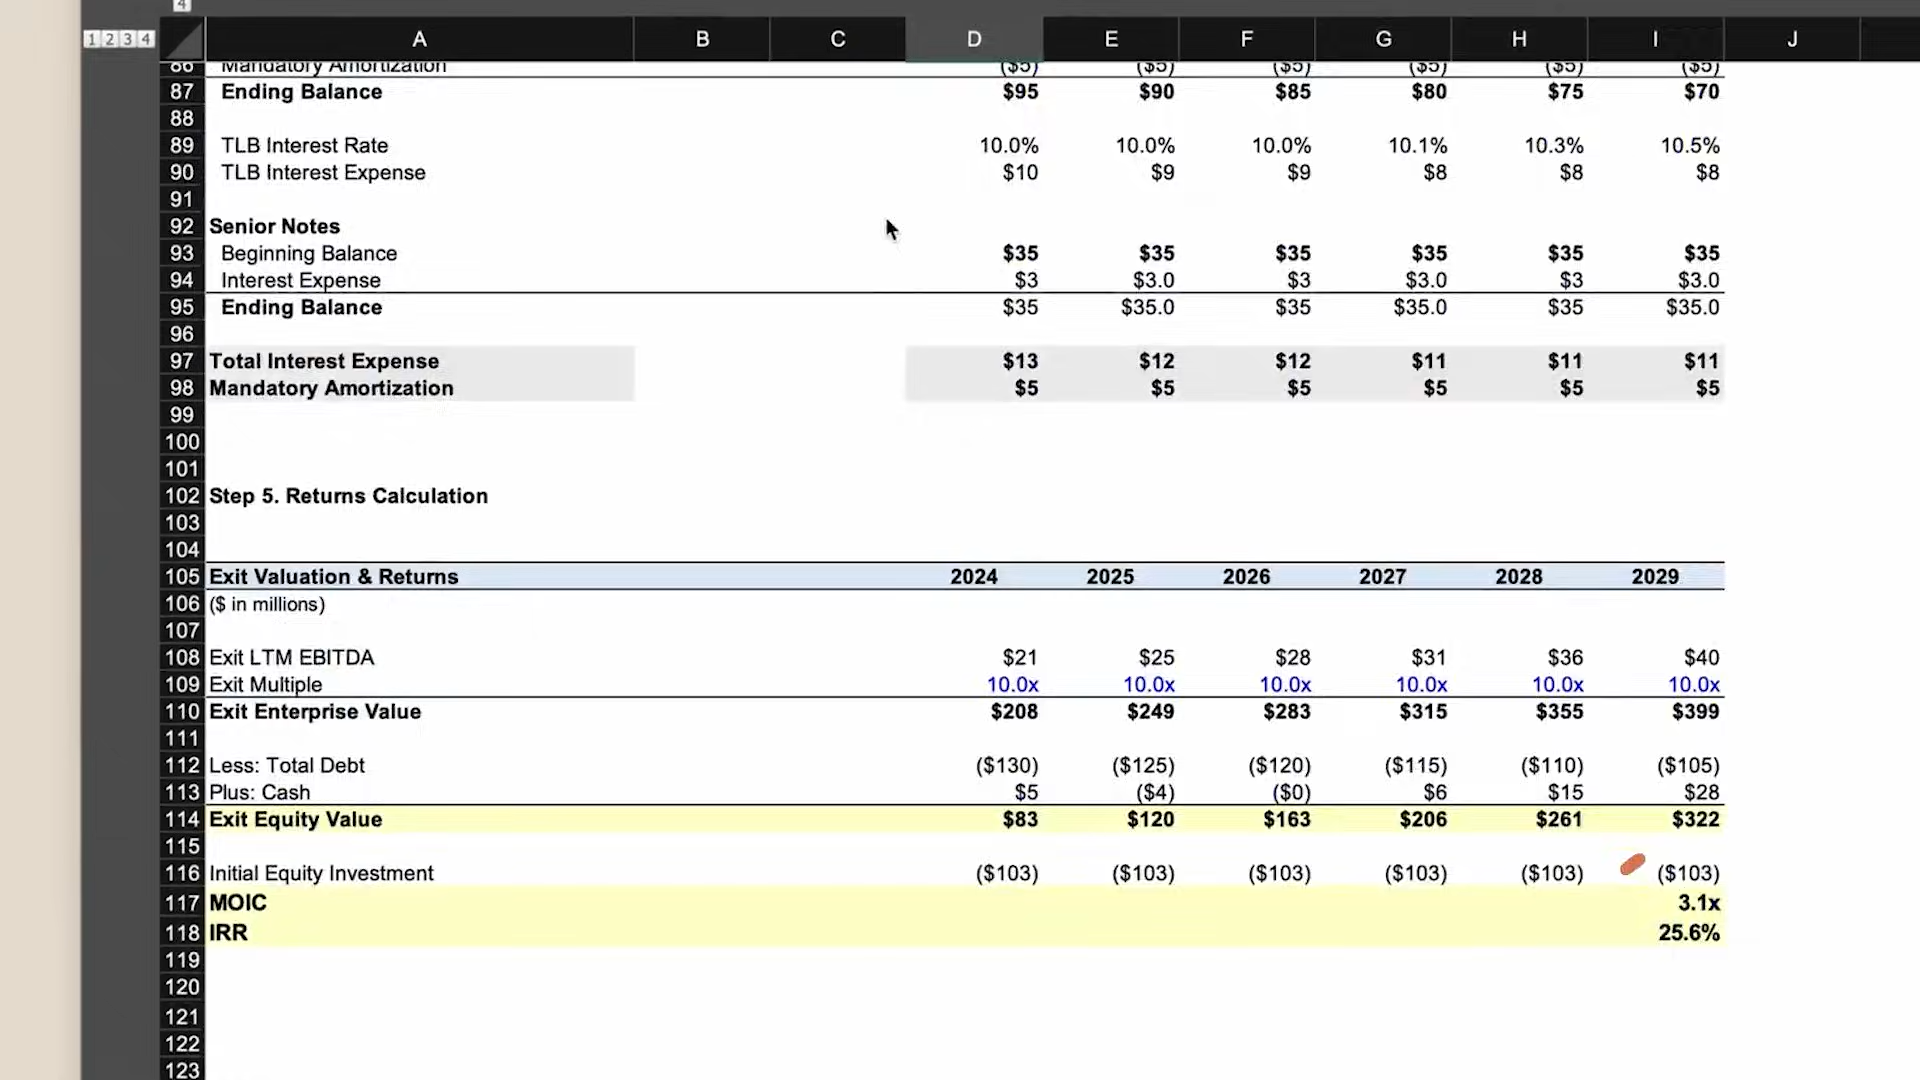 4
1 2 3 4 A B C D E F G H I J
86 Mandatory Amortization ($5) ($5) ($5) ($5) ($5) ($5)
87 Ending Balance $95 $90 $85 $80 $75 $70
88
89 TLB Interest Rate 10.0% 10.0% 10.0% 10.1% 10.3% 10.5%
90 TLB Interest Expense $10 $9 $9 $8 $8 $8
91
92 Senior Notes
93 Beginning Balance $35 $35 $35 $35 $35 $35
94 Interest Expense $3 $3.0 $3 $3.0 $3 $3.0
95 Ending Balance $35 $35.0 $35 $35.0 $35 $35.0
96
97 Total Interest Expense $13 $12 $12 $11 $11 $11
98 Mandatory Amortization $5 $5 $5 $5 $5 $5
99
100
101
102 Step 5. Returns Calculation
103
104
105 Exit Valuation & Returns 2024 2025 2026 2027 2028 2029
106 ($ in millions)
107
108 Exit LTM EBITDA $21 $25 $28 $31 $36 $40
109 Exit Multiple 10.0x 10.0x 10.0x 10.0x 10.0x 10.0x
110 Exit Enterprise Value $208 $249 $283 $315 $355 $399
111
112 Less: Total Debt ($130) ($125) ($120) ($115) ($110) ($105)
113 Plus: Cash $5 ($4) ($0) $6 $15 $28
114 Exit Equity Value $83 $120 $163 $206 $261 $322
115
116 Initial Equity Investment ($103) ($103) ($103) ($103) ($103) ($103)
117 MOIC 3.1x
118 IRR 25.6%
119
120
121
122
123